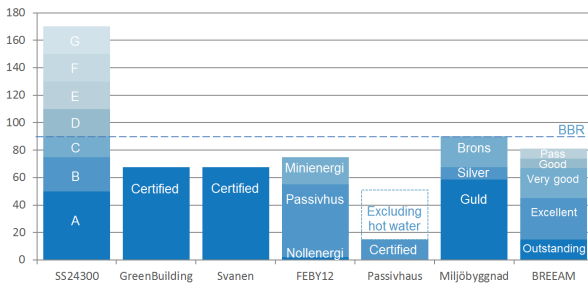 180
160
140
120
100
80
60
40
20
0
BBR
G
F
E
D
C
B
A
Certified
Certified
Minienergi
Passivhus
Nollenergi
Excluding
hot water
Certified
Brons
Silver
Guld
Pass
Good
Very good
Excellent
Outstanding
SS24300 GreenBuilding Svanen FEBY12 Passivhaus Miljöbyggnad BREEAM